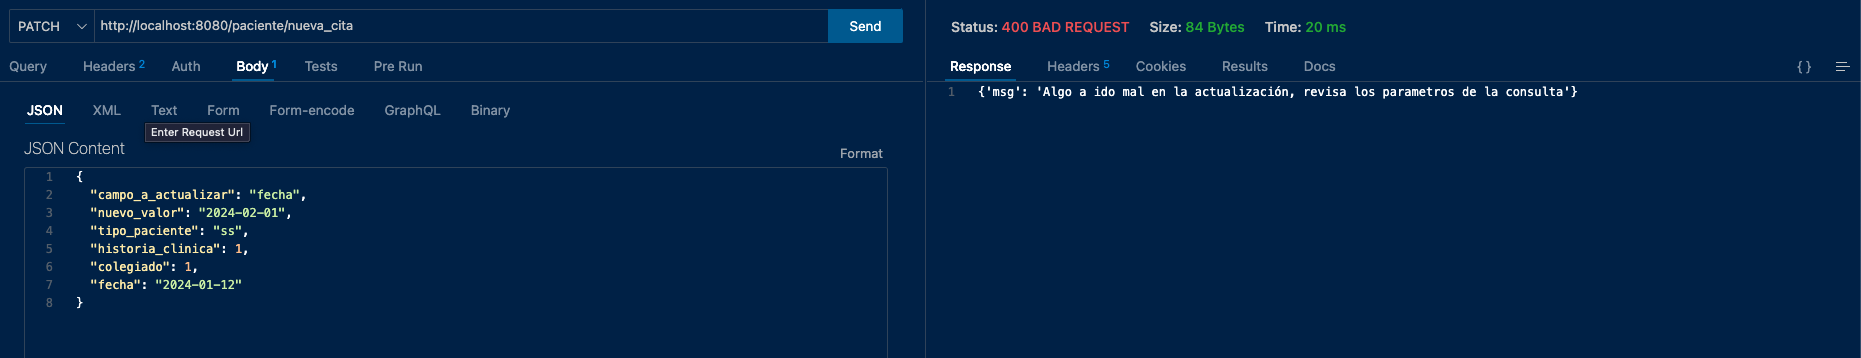 PATCH http://localhost:8080/paciente/nueva_cita Send
Query Headers 2 Auth Body 1 Tests Pre Run
JSON XML Text Form Form-encode GraphQL Binary
Enter Request Url
JSON Content
Format
1 {
2 "campo_a_actualizar": "fecha",
3 "nuevo_valor": "2024-02-01",
4 "tipo_paciente": "ss",
5 "historia_clinica": 1,
6 "colegiado": 1,
7 "fecha": "2024-01-12"
8 }
Status: 400 BAD REQUEST Size: 84 Bytes Time: 20 ms
Response Headers 5 Cookies Results Docs { }
1 {'msg': 'Algo a ido mal en la actualización, revisa los parametros de la consulta'}